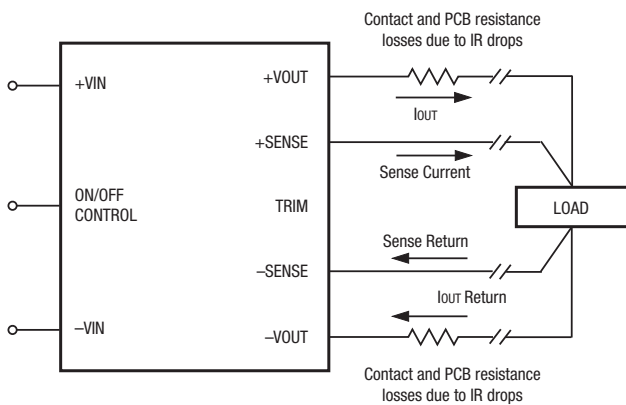 Contact and PCB resistance
losses due to IR drops
+VOUT
+VIN
IOUT
+SENSE
Sense Current
ON/OFF
CONTROL
TRIM
LOAD
Sense Return
–SENSE
IOUT Return
–VIN
–VOUT
Contact and PCB resistance
losses due to IR drops